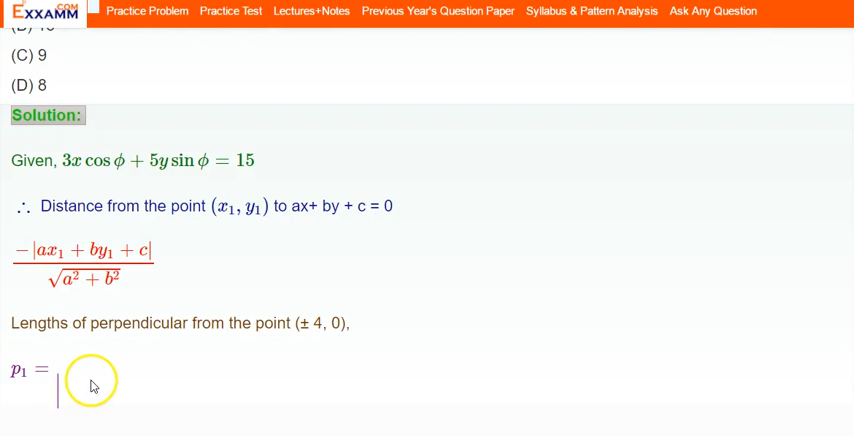 EXXAMM .COM Practice Problem Practice Test Lectures+Notes Previous Year's Question Paper Syllabus & Pattern Analysis Ask Any Question
(C) 9
(D) 8
Solution:
Given, 3x cos ϕ + 5y sin ϕ = 15
∴ Distance from the point (x₁, y₁) to ax+ by + c = 0
−|ax₁ + by₁ + c|
√a² + b²
Lengths of perpendicular from the point (± 4, 0),
p₁ = |